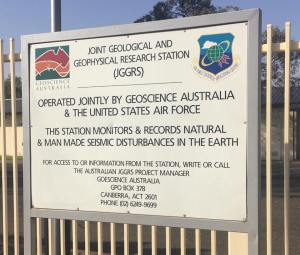 JOINT GEOLOGICAL AND
GEOPHYSICAL RESEARCH STATION
(JGGRS)
GEOSCIENCE
AUSTRALIA
OPERATED JOINTLY BY GEOSCIENCE AUSTRALIA
& THE UNITED STATES AIR FORCE
THIS STATION MONITORS & RECORDS NATURAL
& MAN MADE SEISMIC DISTURBANCES IN THE EARTH
FOR ACCESS TO OR INFORMATION FROM THE STATION, WRITE OR CALL
THE AUSTRALIAN JGGRS PROJECT MANAGER
GOESCIENCE AUSTRALIA
GPO BOX 378
CANBERRA, ACT 2601
PHONE (02) 6249-9699